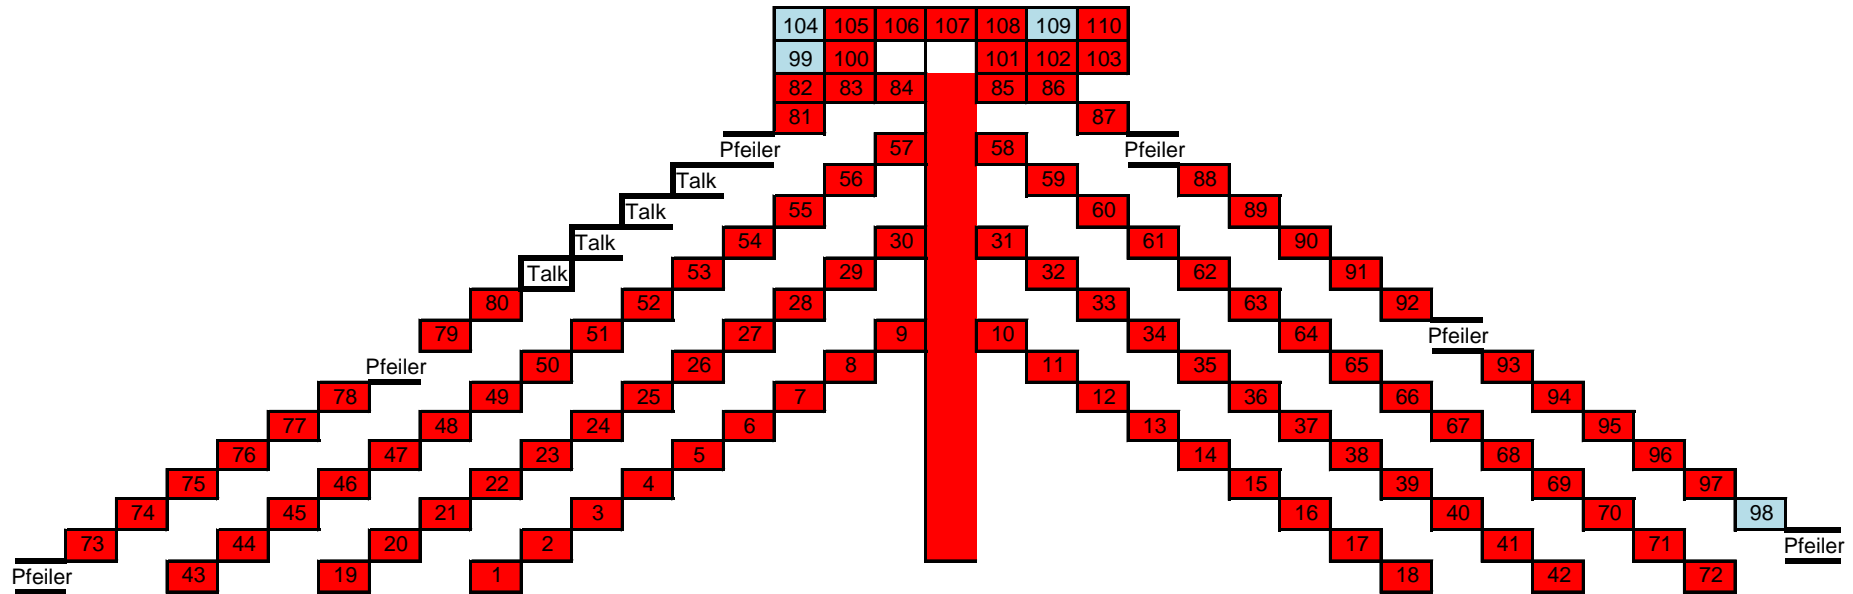 104 105 106 107 108 109 110
99 100 101 102 103
82 83 84 85 86
81 87
Pfeiler 57 58 Pfeiler
Talk 56 59 88
Talk 55 60 89
Talk 54 30 31 61 90
Talk 53 29 32 62 91
80 52 28 33 63 92
79 51 27 9 10 34 64 Pfeiler
Pfeiler 50 26 8 11 35 65 93
78 49 25 7 12 36 66 94
77 48 24 6 13 37 67 95
76 47 23 5 14 38 68 96
75 46 22 4 15 39 69 97
74 45 21 3 16 40 70 98
73 44 20 2 17 41 71 Pfeiler
Pfeiler 43 19 1 18 42 72